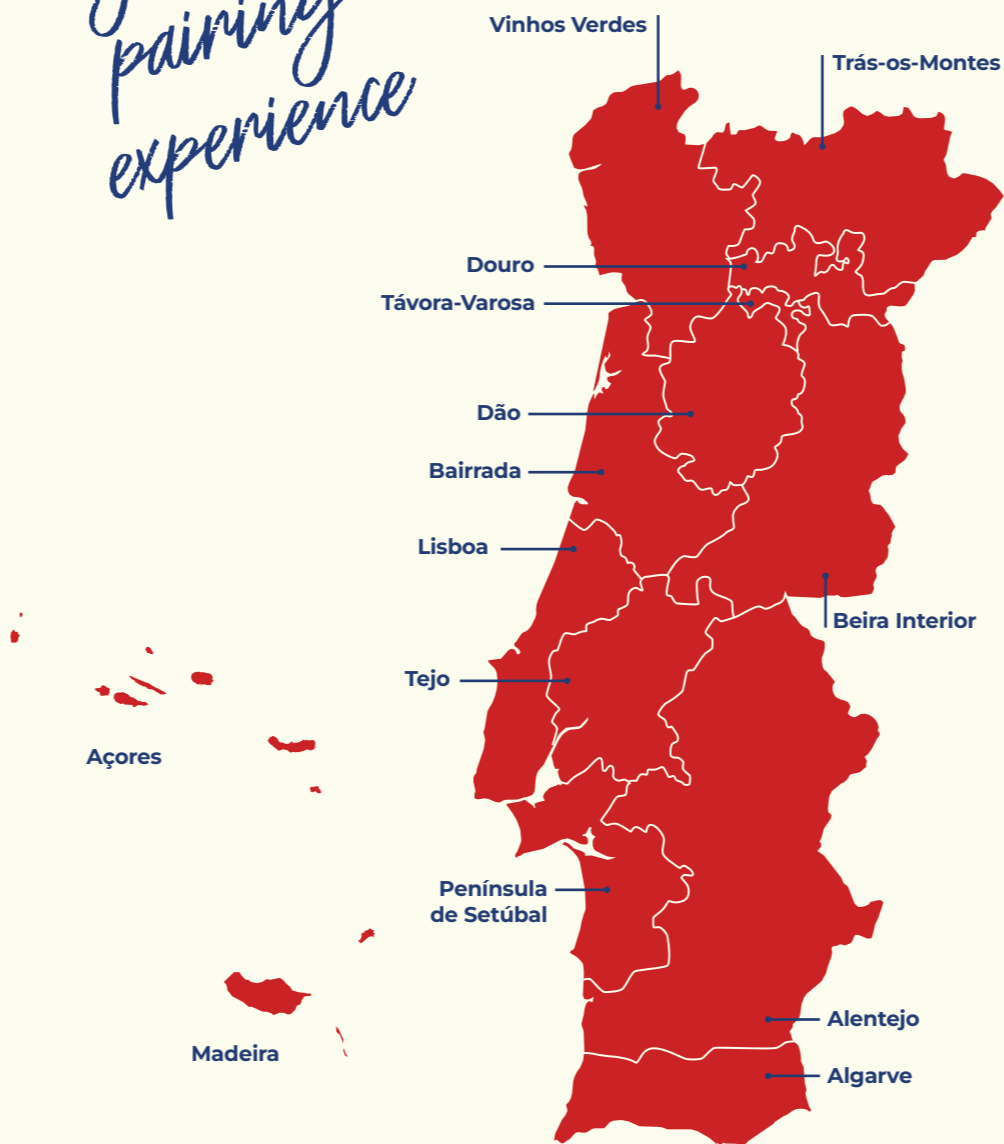 pairing
experience
Vinhos Verdes
Trás-os-Montes
Douro
Távora-Varosa
Dão
Bairrada
Lisboa
Beira Interior
Tejo
Açores
Península
de Setúbal
Madeira
Alentejo
Algarve